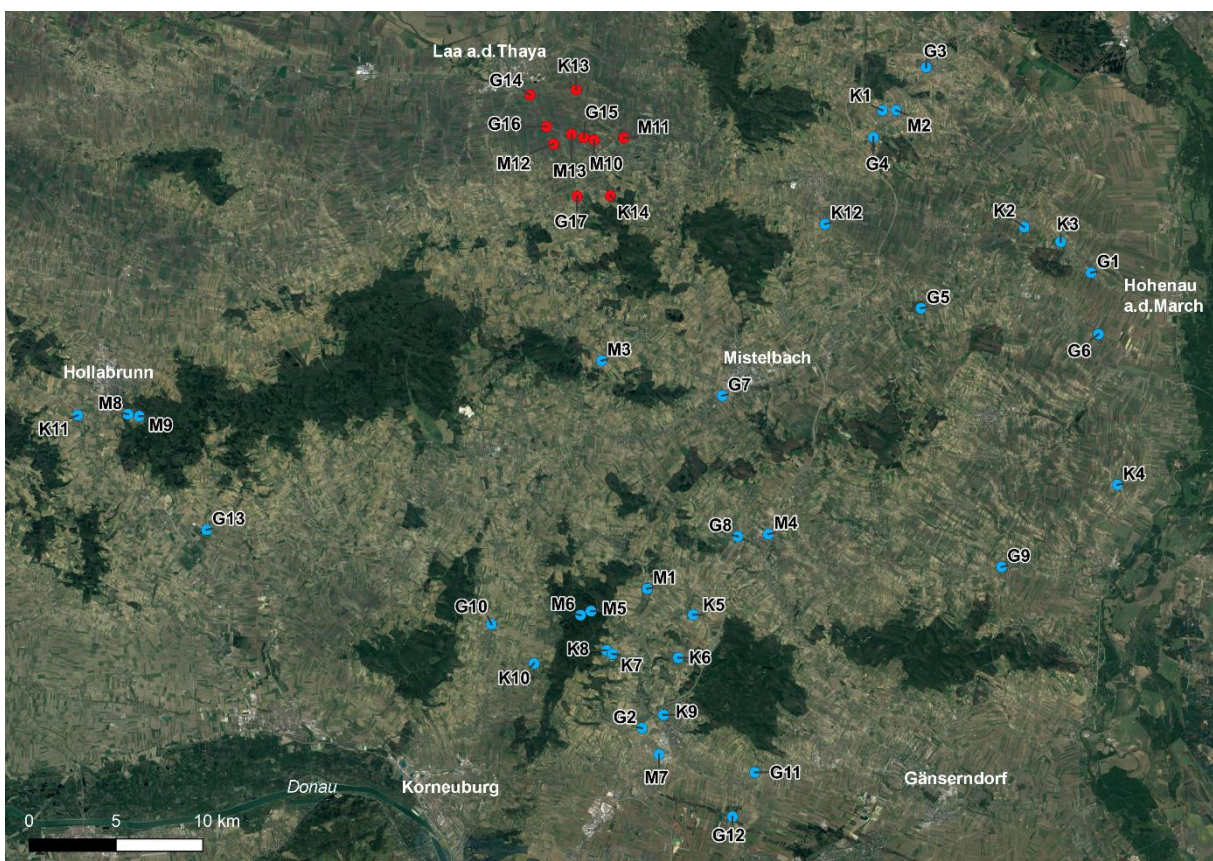 Laa a.d.Thaya
K13
G3
G14
K1
G15
G16
M11
M2
M12
M13
M10
G4
G17
K14
K12
K2
K3
G1
Hohenau
a.d.March
G5
G6
M3
Mistelbach
Hollabrunn
G7
M8
K11
M9
K4
G13
G8
M4
G9
M1
M6
M5
K5
G10
K8
K7
K6
K10
G2
K9
M7
G11
Gänserndorf
Donau
Korneuburg
0
5
10 km
G12